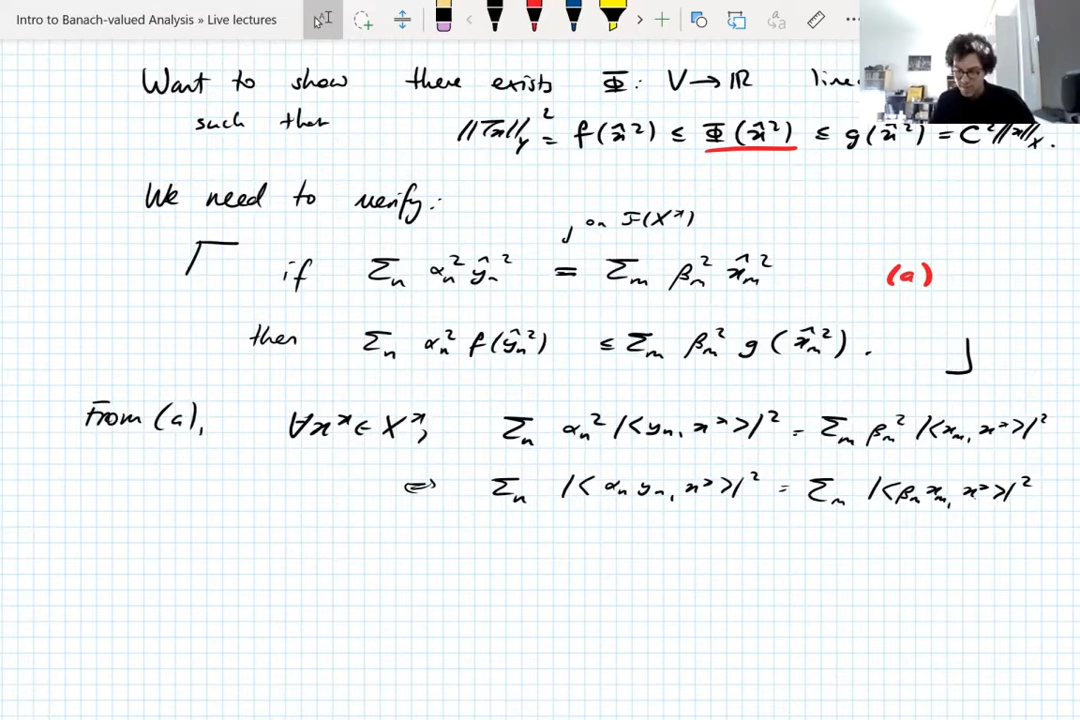 Intro to Banach-valued Analysis » Live lectures
Want to show there exists Φ: V → ℝ line
such that ‖Tx‖_Y² = f(x̂²) ≤ Φ(x̂²) ≤ g(x̂²) = C²‖x‖_X.
We need to verify:
on F(X*)
if Σ_n α_n² ŷ_n² = Σ_m β_m² x̂_m² (a)
then Σ_n α_n² f(ŷ_n²) ≤ Σ_m β_m² g(x̂_m²).
From (a), ∀x* ∈ X*, Σ_n α_n² |<y_n, x*>|² = Σ_m β_m² |<x_m, x*>|²
⇔ Σ_n |<α_n y_n, x*>|² = Σ_m |<β_m x_m, x*>|²